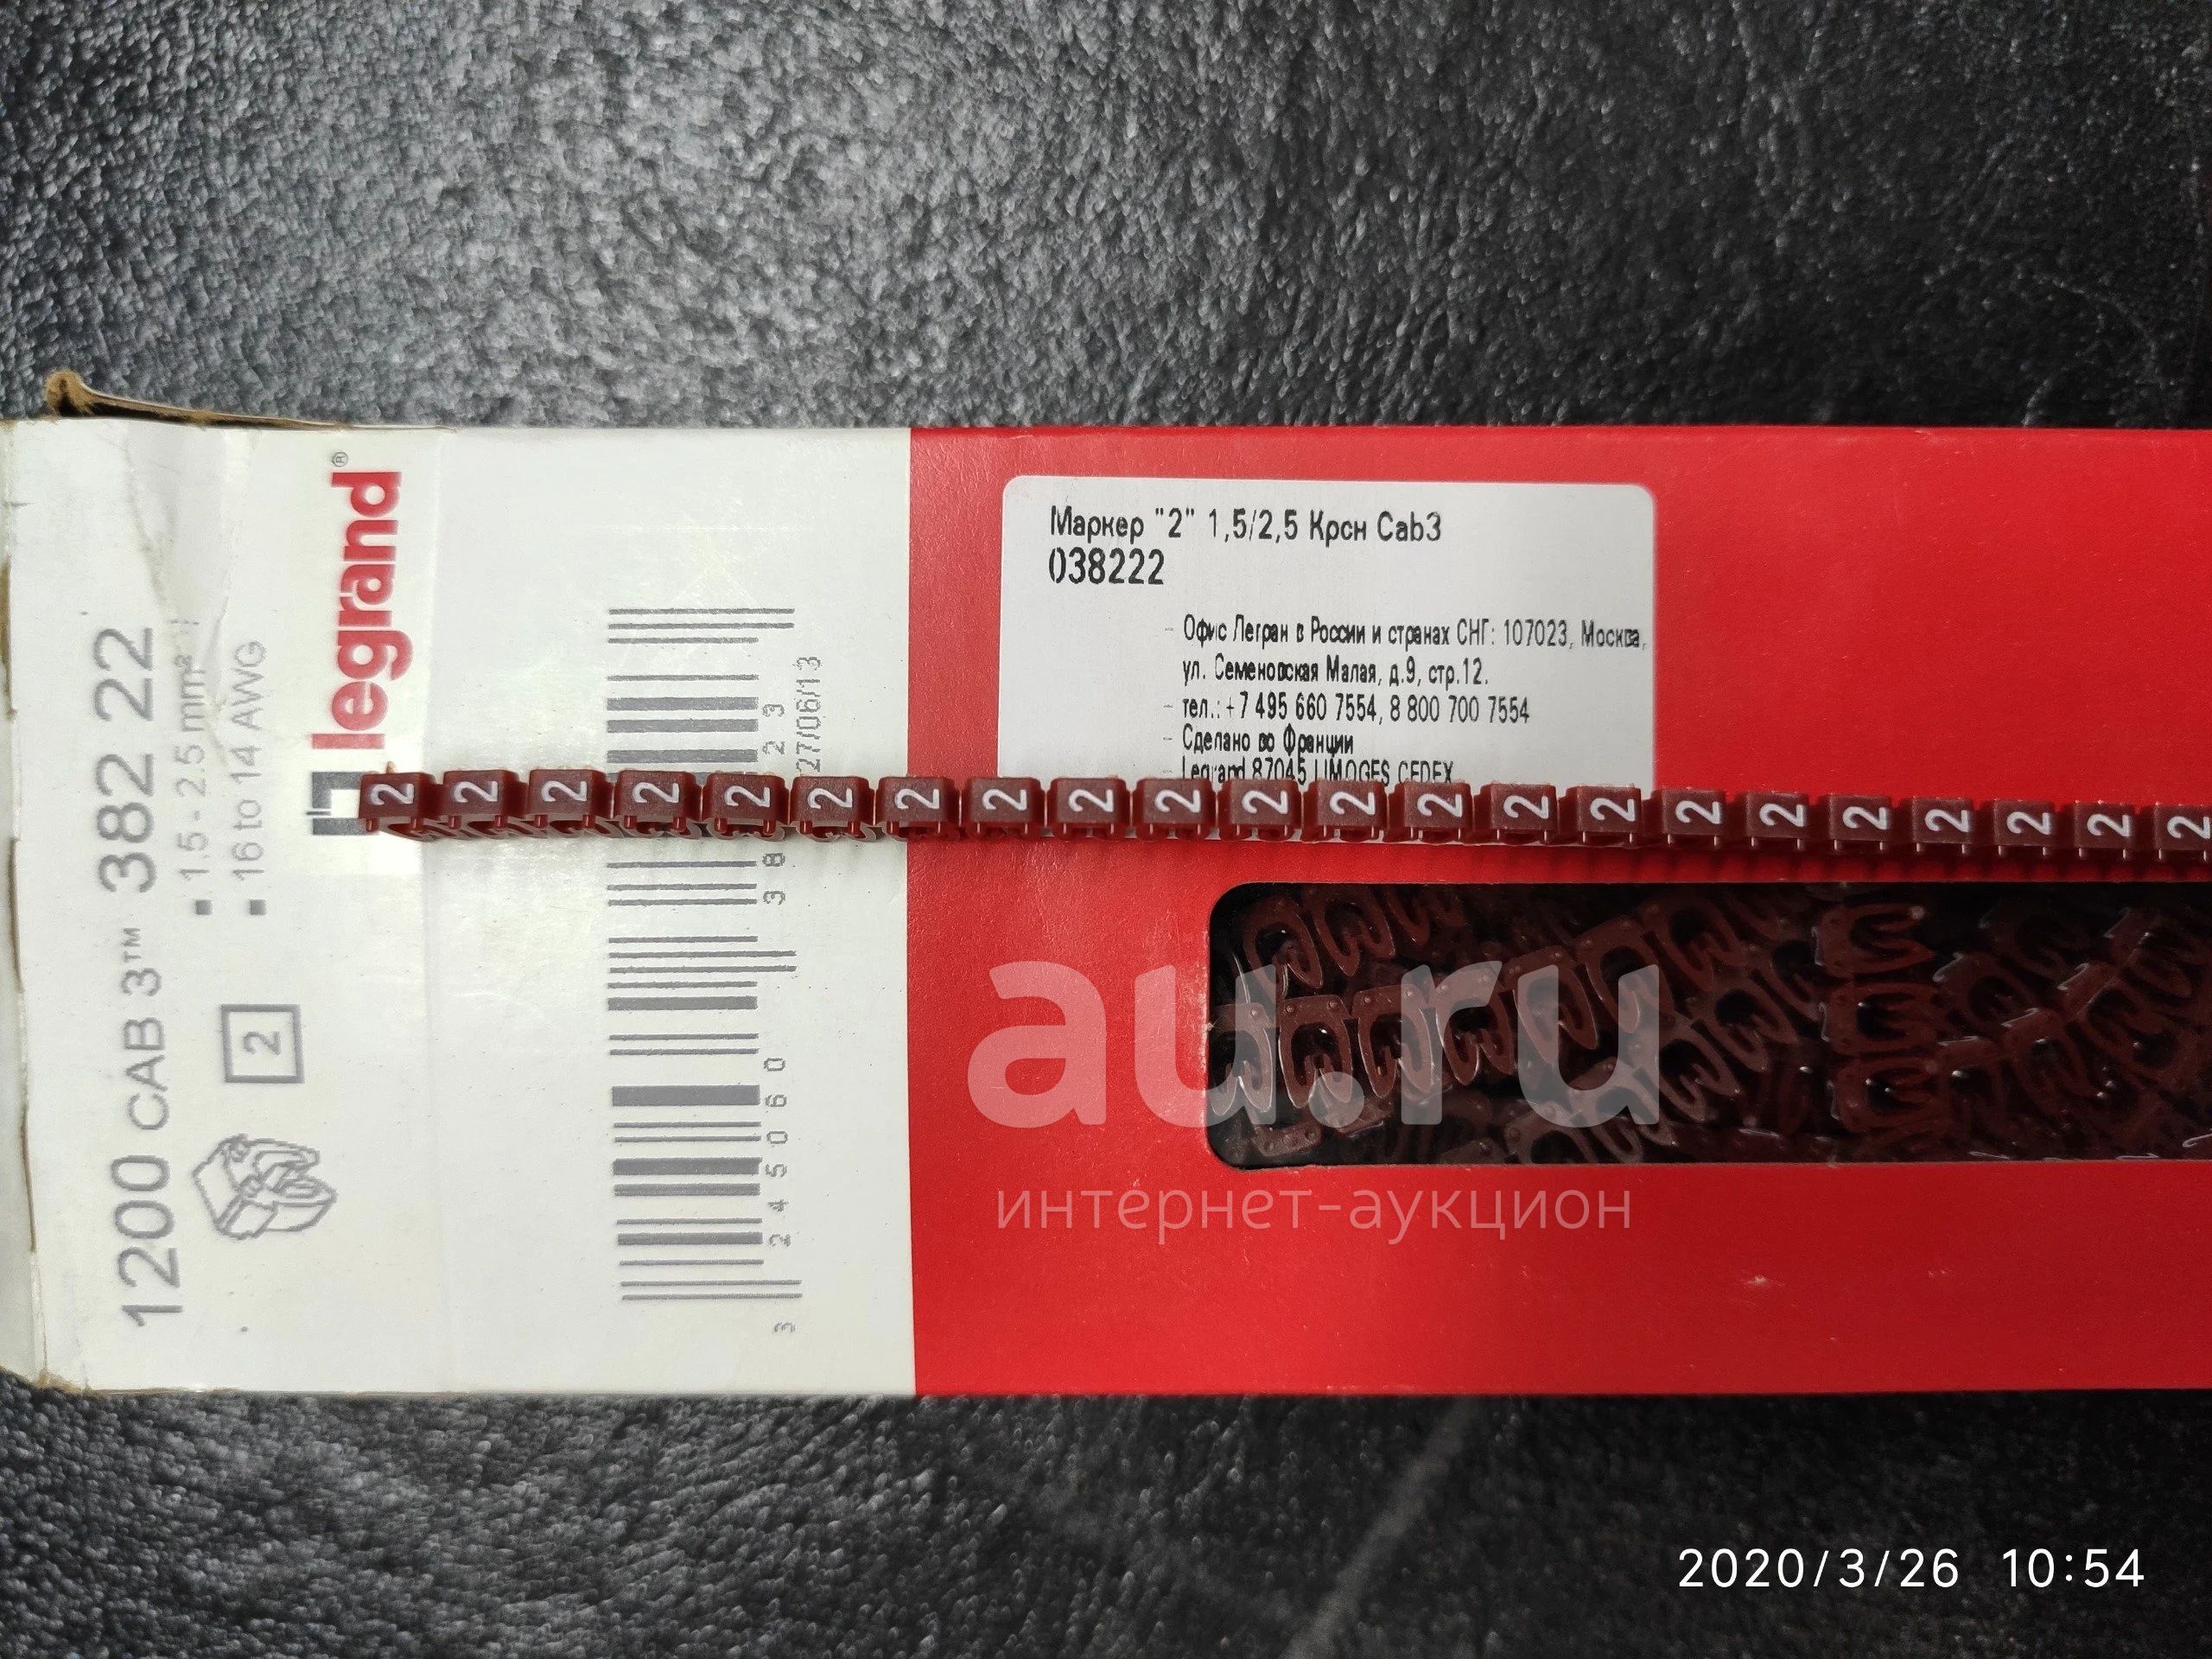 1200 CAB 3™ 382 22
▪ 1.5 - 2.5 mm²
▪ 16 to 14 AWG
2
legrand®
27/06/13
3 245060 38
23
Маркер "2" 1,5/2,5 Крсн Cab3
038222
- Офис Легран в России и странах СНГ: 107023, Москва,
ул. Семеновская Малая, д.9, стр.12.
- тел.: +7 495 660 7554, 8 800 700 7554
- Сделано во Франции
Legrand 87045 LIMOGES CEDEX
2 2 2 2 2 2 2 2 2 2 2 2 2 2 2 2 2 2 2 2 2 2
au.ru
интернет-аукцион
2020/3/26 10:54